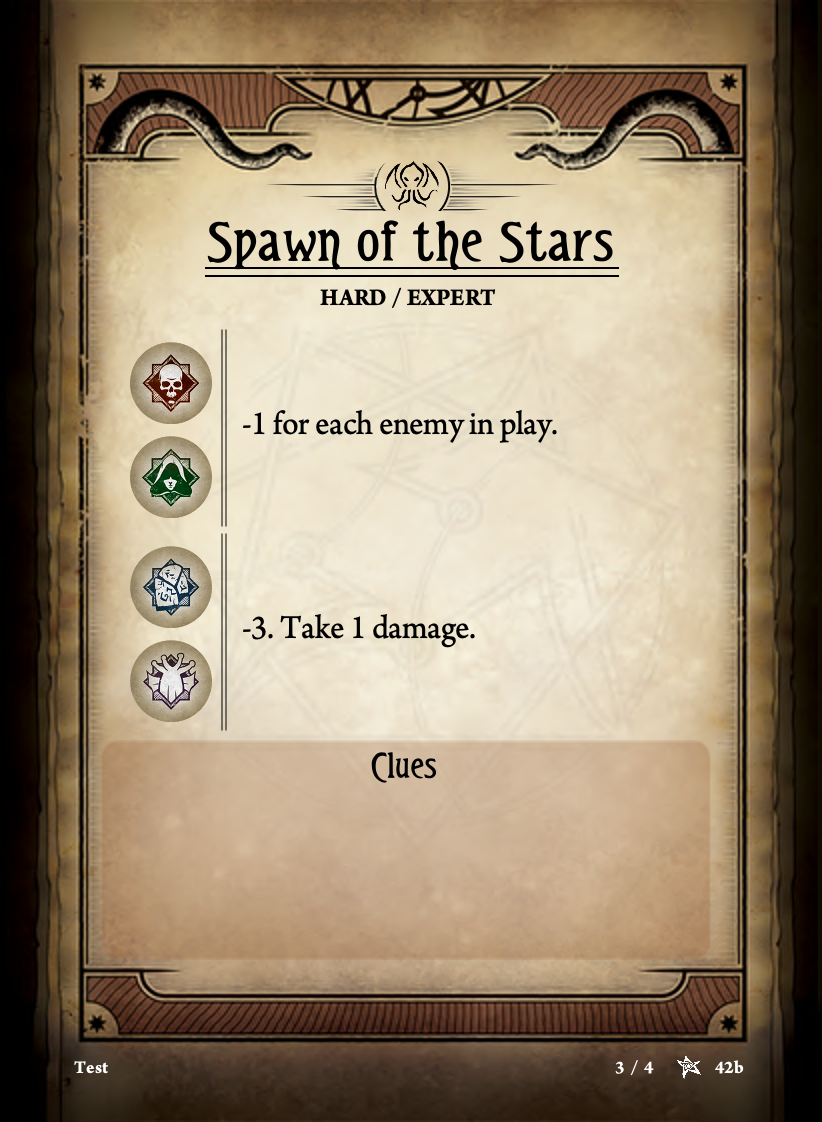 Spawn of the Stars
HARD / EXPERT
-1 for each enemy in play.
-3. Take 1 damage.
Clues
Test
3 / 4
42b